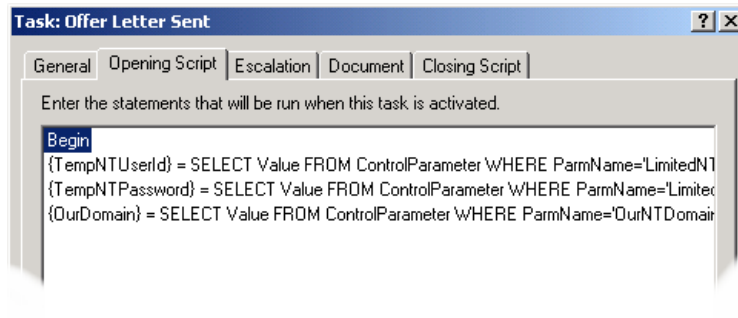 Task: Offer Letter Sent
General Opening Script Escalation Document Closing Script
Enter the statements that will be run when this task is activated.
Begin
{TempNTUserId} = SELECT Value FROM ControlParameter WHERE ParmName='LimitedNT
{TempNTPassword} = SELECT Value FROM ControlParameter WHERE ParmName='Limited
{OurDomain} = SELECT Value FROM ControlParameter WHERE ParmName='OurNTDomain